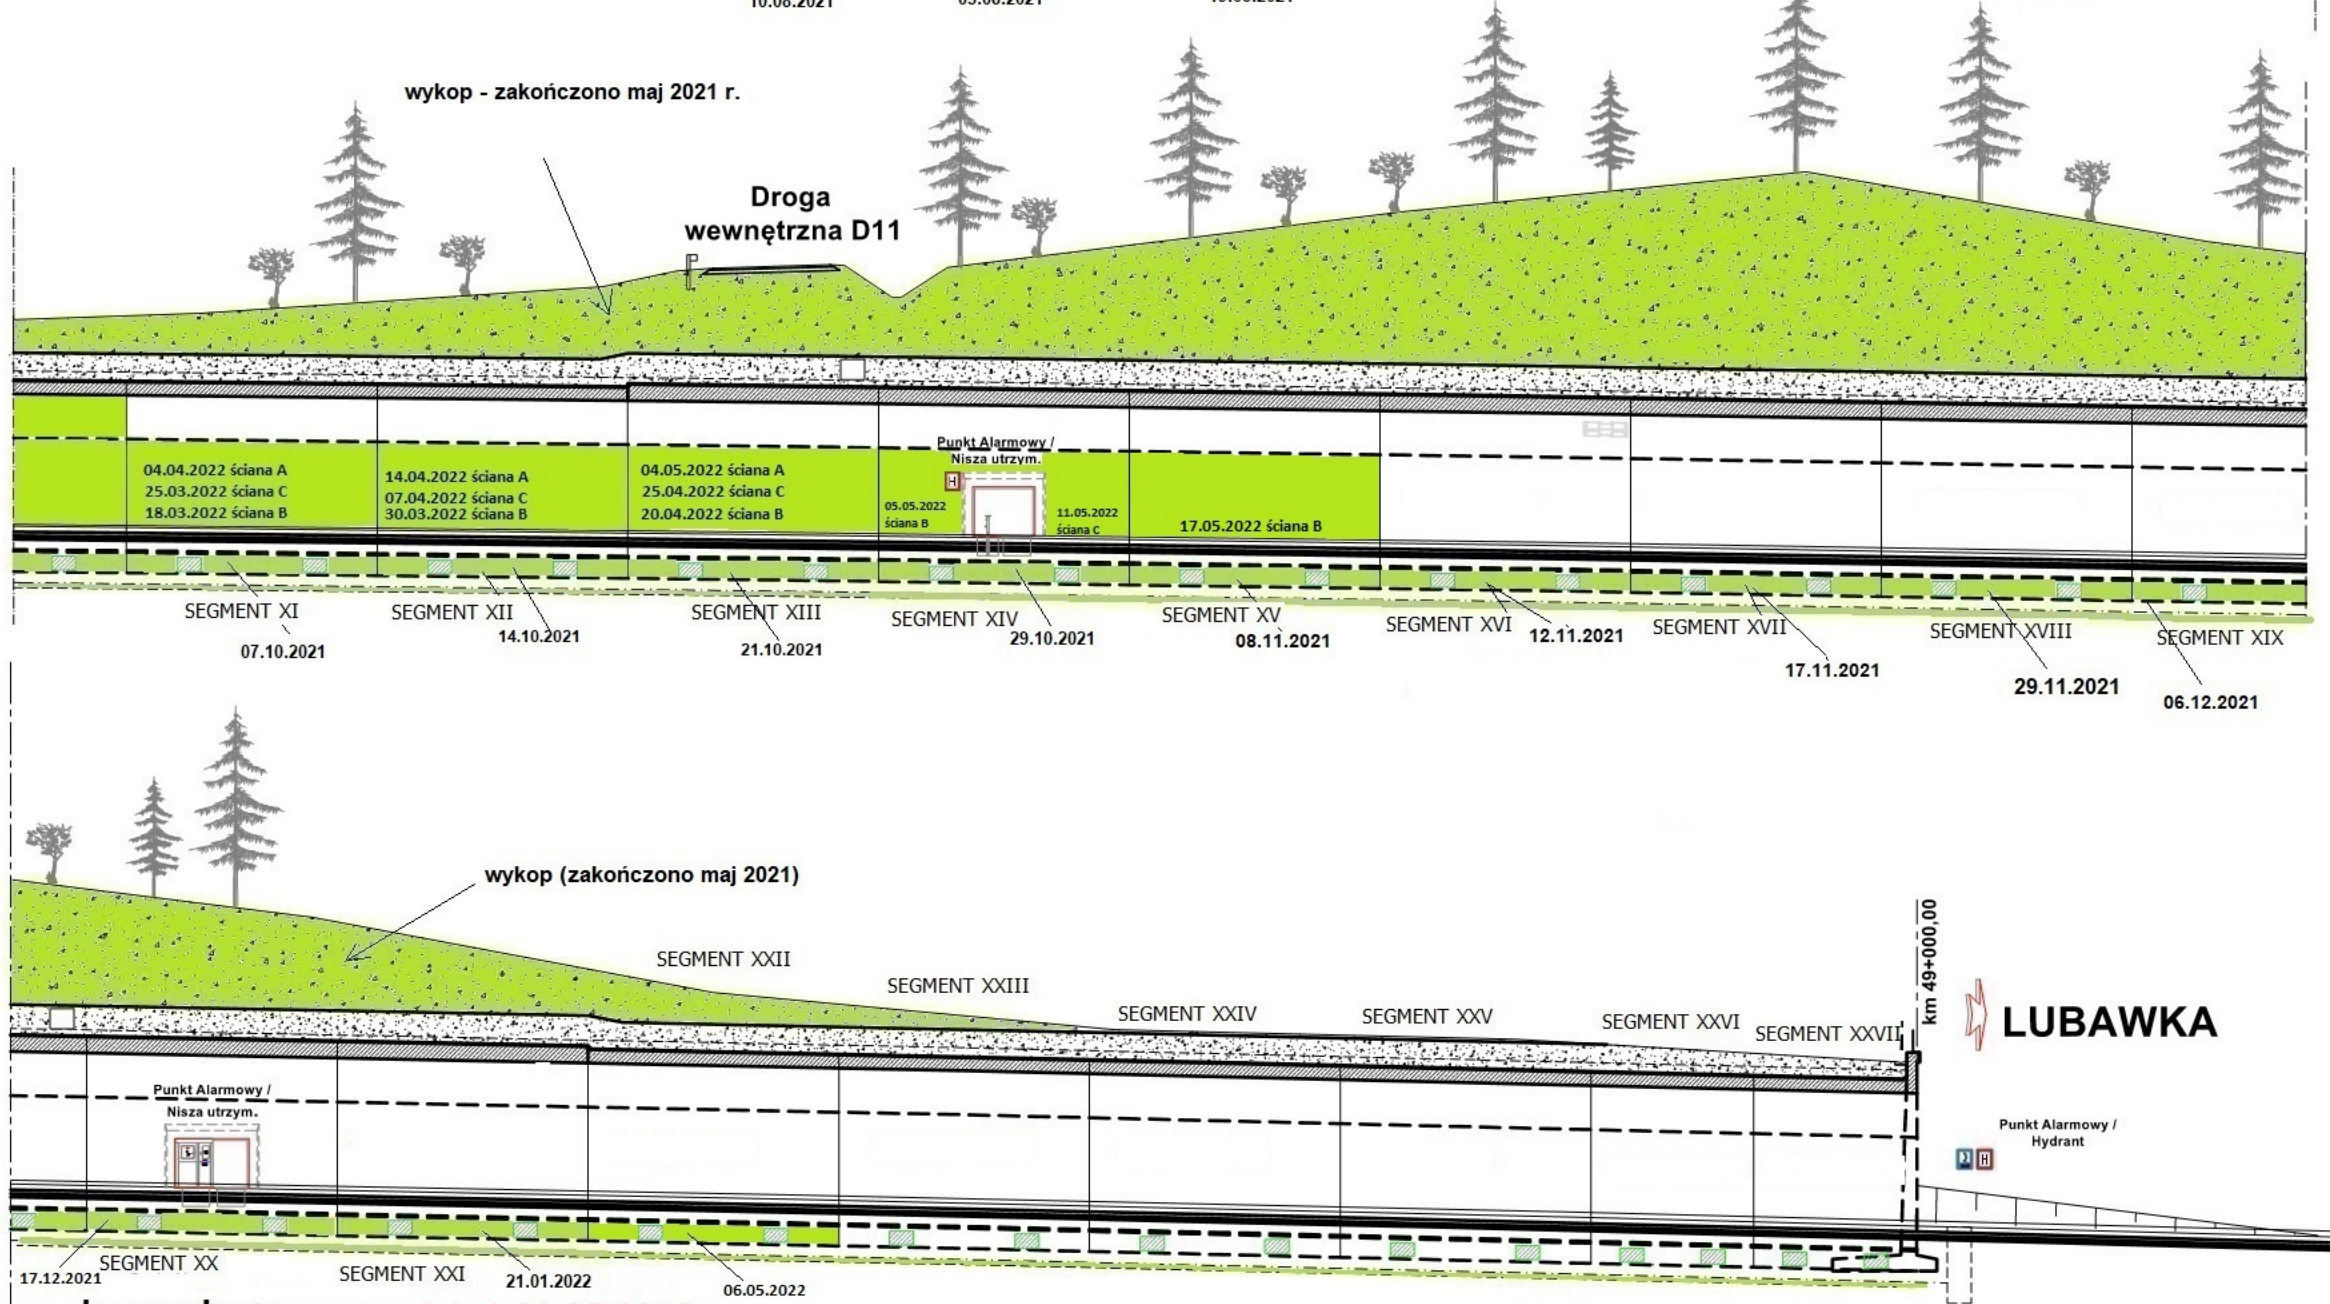 10.08.2021
wykop - zakończono maj 2021 r.
Droga
wewnętrzna D11
04.04.2022 ściana A
25.03.2022 ściana C
18.03.2022 ściana B
14.04.2022 ściana A
07.04.2022 ściana C
30.03.2022 ściana B
04.05.2022 ściana A
25.04.2022 ściana C
20.04.2022 ściana B
05.05.2022
ściana B
Punkt Alarmowy /
Nisza utrzym.
H
11.05.2022
ściana C
17.05.2022 ściana B
SEGMENT XI
07.10.2021
SEGMENT XII
14.10.2021
SEGMENT XIII
21.10.2021
SEGMENT XIV
29.10.2021
SEGMENT XV
08.11.2021
SEGMENT XVI
12.11.2021
SEGMENT XVII
17.11.2021
SEGMENT XVIII
29.11.2021
SEGMENT XIX
06.12.2021
wykop (zakończono maj 2021)
SEGMENT XXII
SEGMENT XXIII
SEGMENT XXIV
SEGMENT XXV
SEGMENT XXVI
SEGMENT XXVII
km 49+000,00
LUBAWKA
Punkt Alarmowy /
Nisza utrzym.
Punkt Alarmowy /
Hydrant
H
17.12.2021
SEGMENT XX
SEGMENT XXI
21.01.2022
06.05.2022